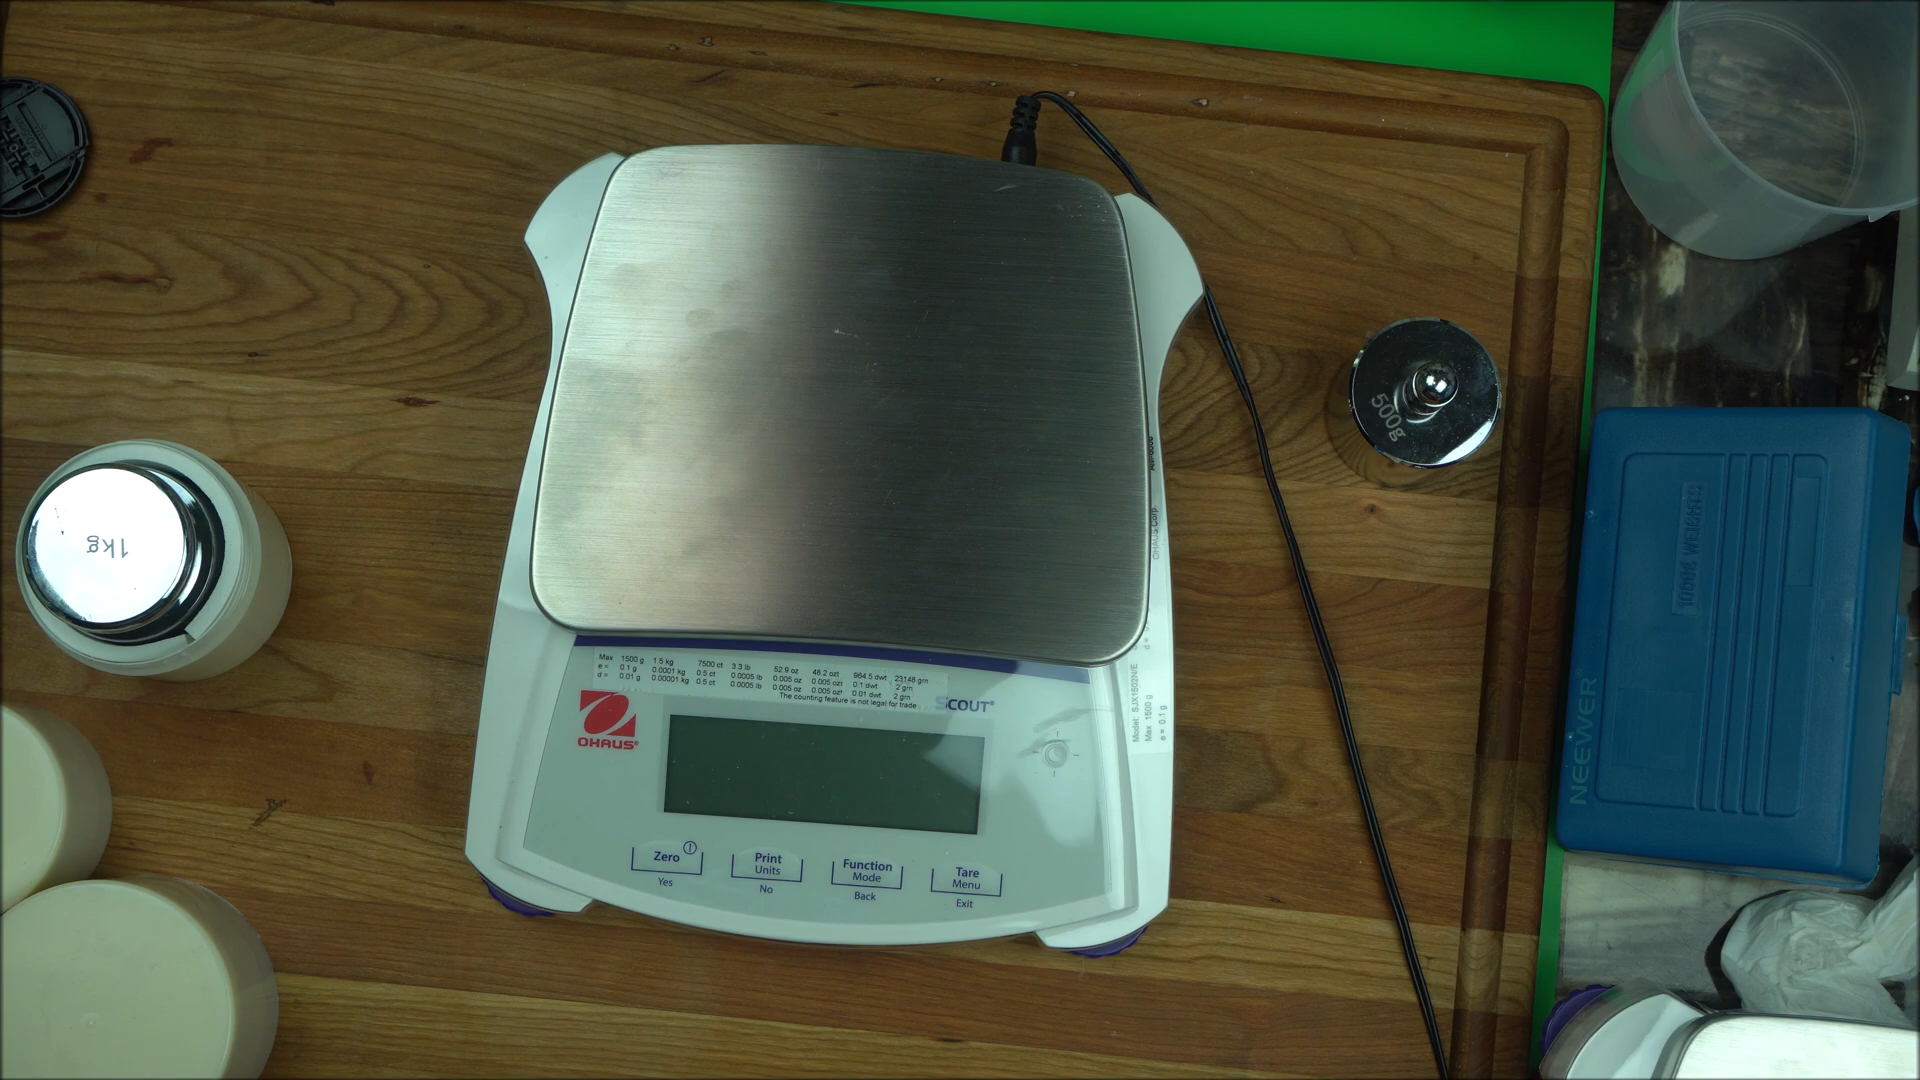 500g
1kg
Max 1500 g 1.5 kg 7500 ct 3.3 lb 52.9 oz 48.2 ozt 964.5 dwt 23148 grn
e = 0.1 g 0.0001 kg 0.5 ct 0.0005 lb 0.005 oz 0.005 ozt 0.1 dwt 2 grn
d = 0.01 g 0.00001 kg 0.5 ct 0.0005 lb 0.005 oz 0.005 ozt 0.01 dwt 2 grn
The counting feature is not legal for trade
SCOUT®
OHAUS®
Zero
Yes
Print
Units
No
Function
Mode
Back
Tare
Menu
Exit
OHAUS Corp.
Model: SJX1502N/E
Max 1500 g
e = 0.1 g
1000g WEIGHTS
NEEWER®